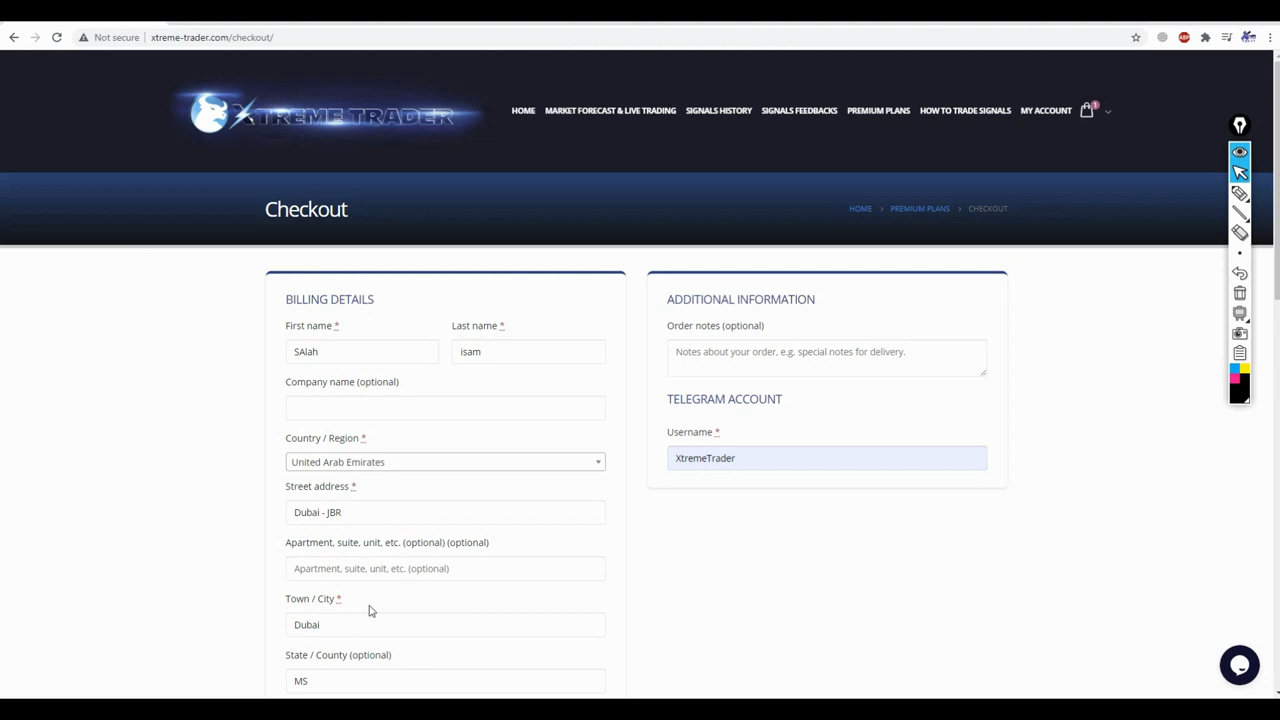 Not secure xtreme-trader.com/checkout/
ABP
XTREME TRADER
HOME MARKET FORECAST & LIVE TRADING SIGNALS HISTORY SIGNALS FEEDBACKS PREMIUM PLANS HOW TO TRADE SIGNALS MY ACCOUNT 1
Checkout
HOME > PREMIUM PLANS > CHECKOUT
BILLING DETAILS
First name *
Last name *
SAlah
isam
Company name (optional)
Country / Region *
United Arab Emirates
Street address *
Dubai - JBR
Apartment, suite, unit, etc. (optional) (optional)
Apartment, suite, unit, etc. (optional)
Town / City *
Dubai
State / County (optional)
MS
ADDITIONAL INFORMATION
Order notes (optional)
Notes about your order, e.g. special notes for delivery.
TELEGRAM ACCOUNT
Username *
XtremeTrader